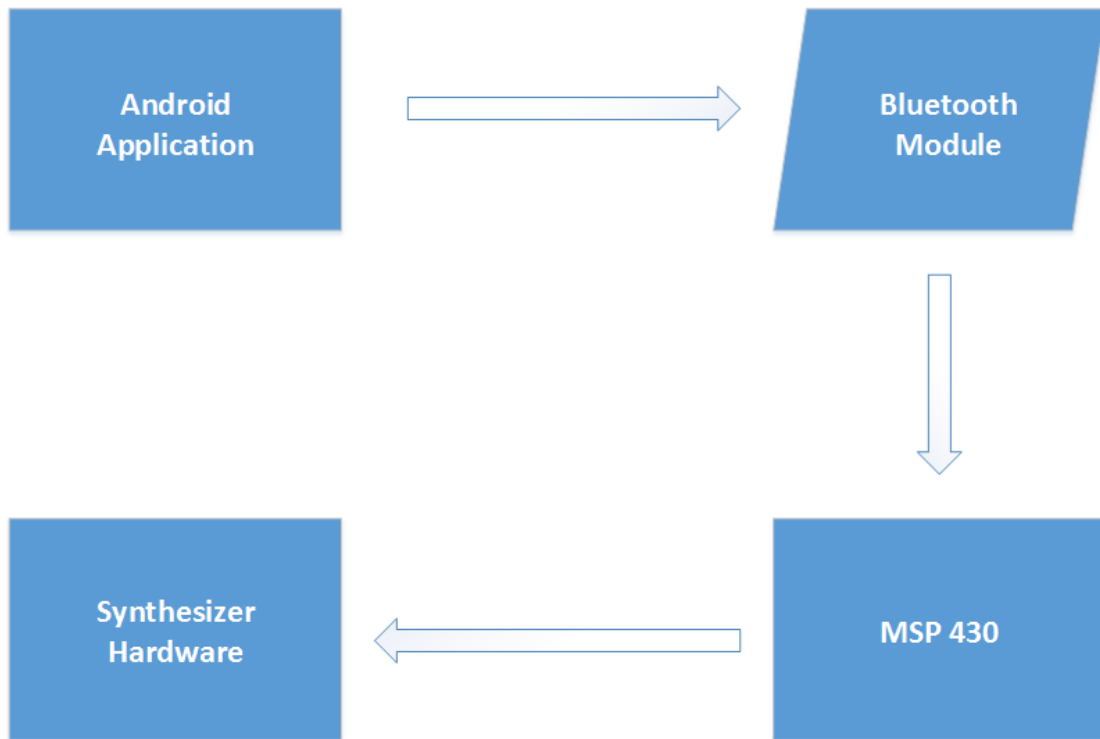 Android
Application
Bluetooth
Module
Synthesizer
Hardware
MSP 430